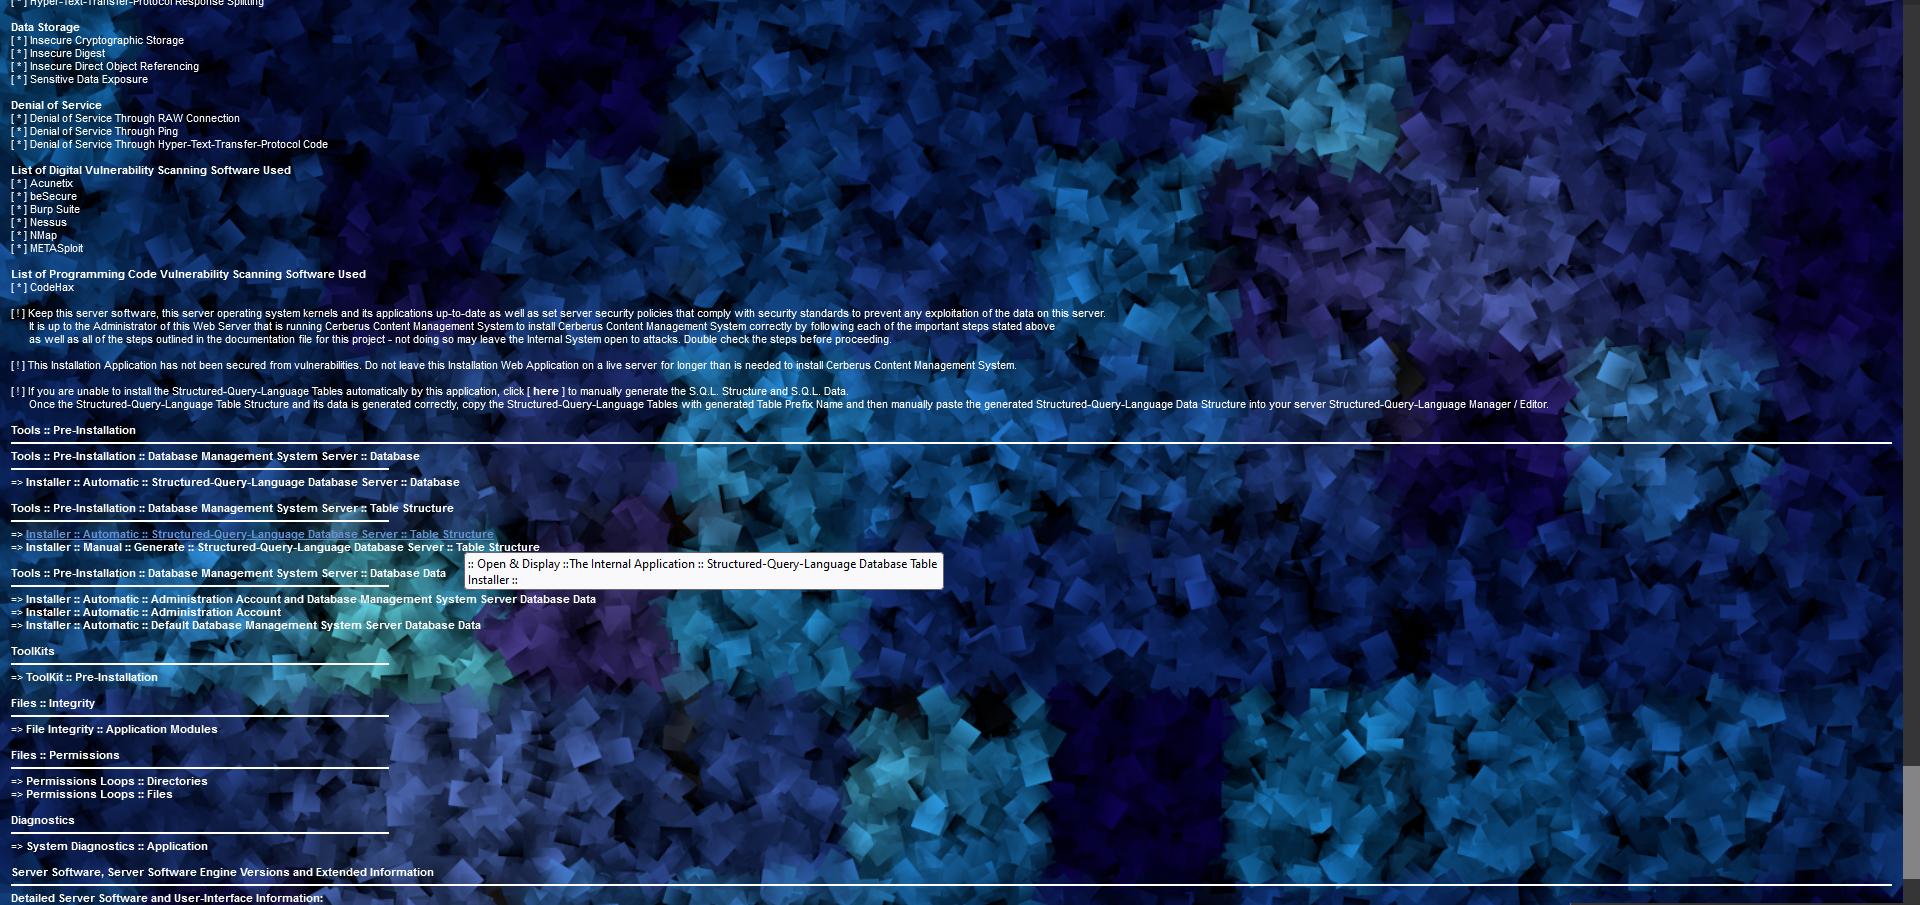 [ * ] Hyper-Text-Transfer-Protocol Response Splitting
Data Storage
[ * ] Insecure Cryptographic Storage
[ * ] Insecure Digest
[ * ] Insecure Direct Object Referencing
[ * ] Sensitive Data Exposure
Denial of Service
[ * ] Denial of Service Through RAW Connection
[ * ] Denial of Service Through Ping
[ * ] Denial of Service Through Hyper-Text-Transfer-Protocol Code
List of Digital Vulnerability Scanning Software Used
[ * ] Acunetix
[ * ] beSecure
[ * ] Burp Suite
[ * ] Nessus
[ * ] NMap
[ * ] METASploit
List of Programming Code Vulnerability Scanning Software Used
[ * ] CodeHax
[ ! ] Keep this server software, this server operating system kernels and its applications up-to-date as well as set server security policies that comply with security standards to prevent any exploitation of the data on this server.
It is up to the Administrator of this Web Server that is running Cerberus Content Management System to install Cerberus Content Management System correctly by following each of the important steps stated above
as well as all of the steps outlined in the documentation file for this project - not doing so may leave the Internal System open to attacks. Double check the steps before proceeding.
[ ! ] This Installation Application has not been secured from vulnerabilities. Do not leave this Installation Web Application on a live server for longer than is needed to install Cerberus Content Management System.
[ ! ] If you are unable to install the Structured-Query-Language Tables automatically by this application, click [ here ] to manually generate the S.Q.L. Structure and S.Q.L. Data.
Once the Structured-Query-Language Table Structure and its data is generated correctly, copy the Structured-Query-Language Tables with generated Table Prefix Name and then manually paste the generated Structured-Query-Language Data Structure into your server Structured-Query-Language Manager / Editor.
Tools :: Pre-Installation
Tools :: Pre-Installation :: Database Management System Server :: Database
=> Installer :: Automatic :: Structured-Query-Language Database Server :: Database
Tools :: Pre-Installation :: Database Management System Server :: Table Structure
=> Installer :: Automatic :: Structured-Query-Language Database Server :: Table Structure
=> Installer :: Manual :: Generate :: Structured-Query-Language Database Server :: Table Structure
:: Open & Display ::The Internal Application :: Structured-Query-Language Database Table
Installer ::
Tools :: Pre-Installation :: Database Management System Server :: Database Data
=> Installer :: Automatic :: Administration Account and Database Management System Server Database Data
=> Installer :: Automatic :: Administration Account
=> Installer :: Automatic :: Default Database Management System Server Database Data
ToolKits
=> ToolKit :: Pre-Installation
Files :: Integrity
=> File Integrity :: Application Modules
Files :: Permissions
=> Permissions Loops :: Directories
=> Permissions Loops :: Files
Diagnostics
=> System Diagnostics :: Application
Server Software, Server Software Engine Versions and Extended Information
Detailed Server Software and User-Interface Information: